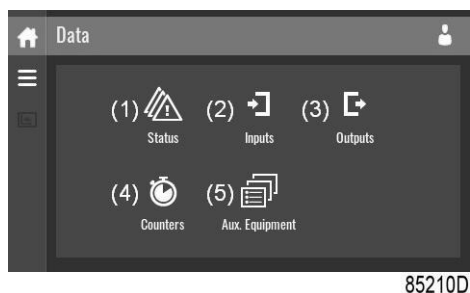 Data
(1) (2) (3)
Status Inputs Outputs
(4) (5)
Counters Aux. Equipment
85210D